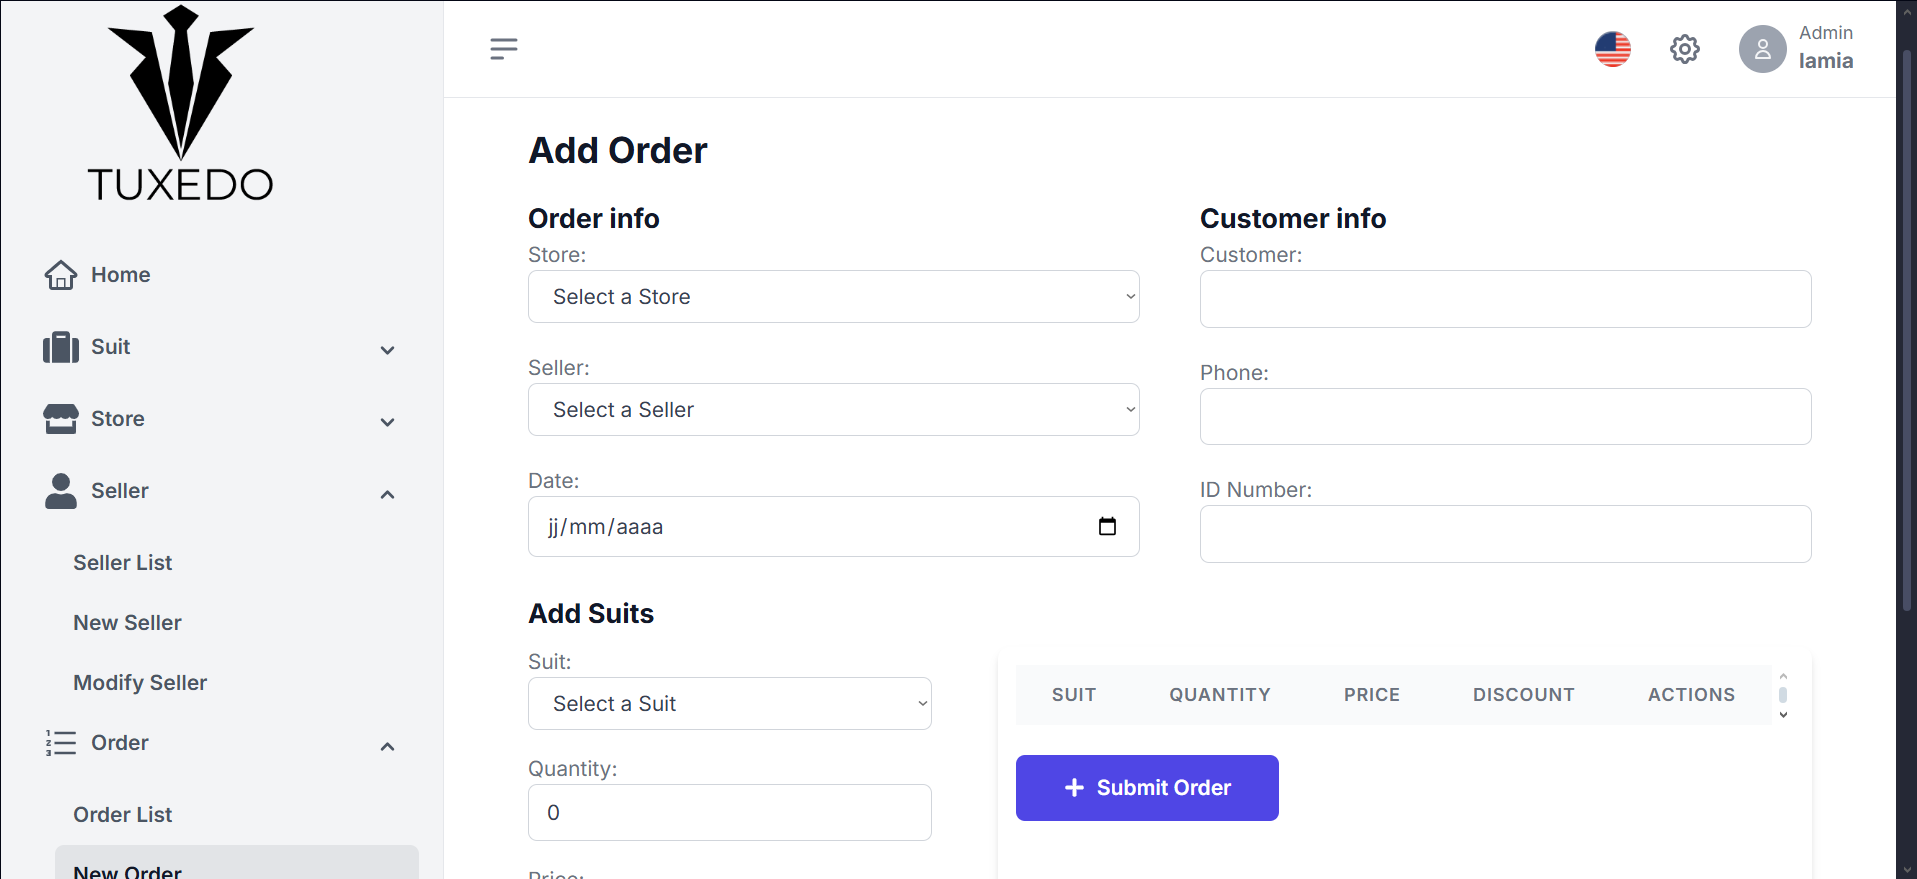 TUXEDO
Home
Suit
Store
Seller
Seller List
New Seller
Modify Seller
Order
Order List
New Order
Admin
lamia
Add Order
Order info
Store:
Select a Store
Seller:
Select a Seller
Date:
jj/mm/aaaa
Customer info
Customer:
Phone:
ID Number:
Add Suits
Suit:
Select a Suit
Quantity:
0
Price:
SUIT QUANTITY PRICE DISCOUNT ACTIONS
Submit Order